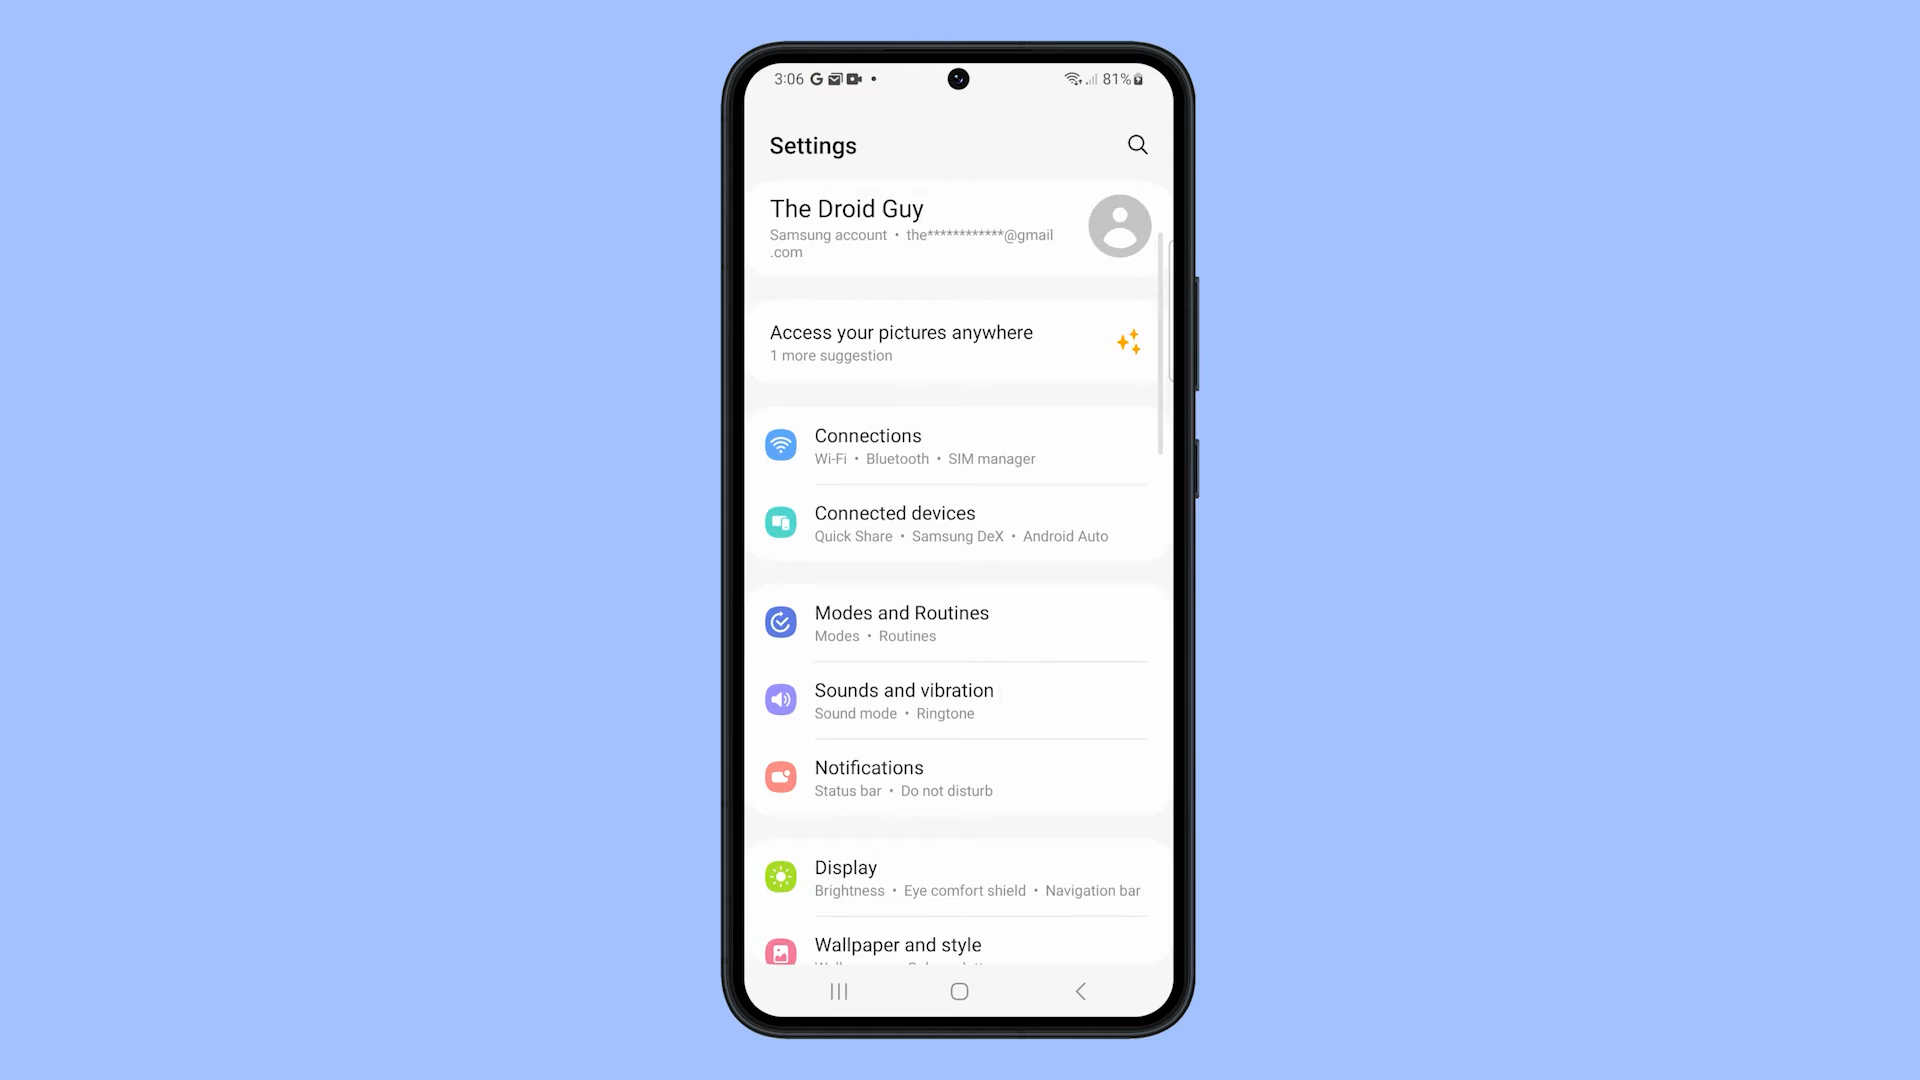 3:06
81%
Settings
The Droid Guy
Samsung account • the************@gmail
.com
Access your pictures anywhere
1 more suggestion
Connections
Wi-Fi • Bluetooth • SIM manager
Connected devices
Quick Share • Samsung DeX • Android Auto
Modes and Routines
Modes • Routines
Sounds and vibration
Sound mode • Ringtone
Notifications
Status bar • Do not disturb
Display
Brightness • Eye comfort shield • Navigation bar
Wallpaper and style